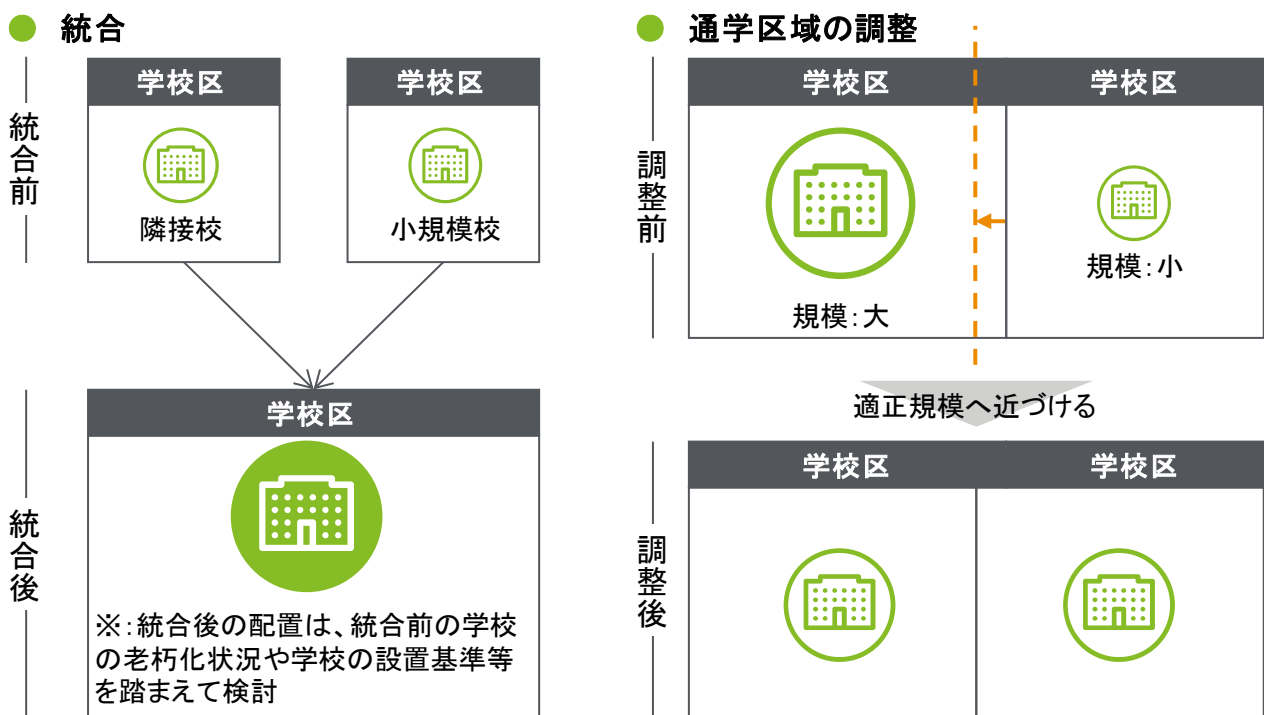 統合
統合前
学校区
学校区
隣接校
小規模校
統合後
学校区
※:統合後の配置は、統合前の学校
の老朽化状況や学校の設置基準等
を踏まえて検討
通学区域の調整
調整前
学校区
学校区
規模:大
規模:小
適正規模へ近づける
調整後
学校区
学校区